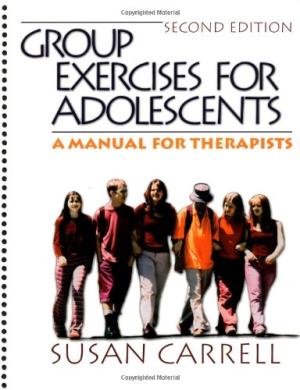 SECOND EDITION
GROUP
EXERCISES FOR
ADOLESCENTS
A MANUAL FOR THERAPISTS
SUSAN CARRELL